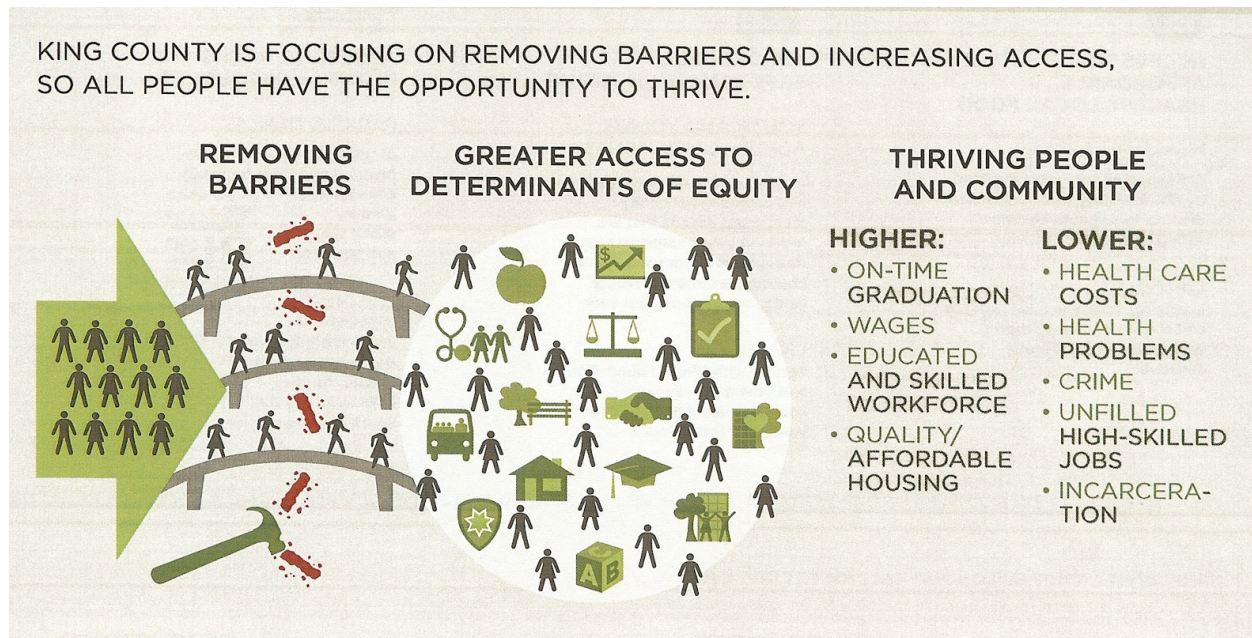 KING COUNTY IS FOCUSING ON REMOVING BARRIERS AND INCREASING ACCESS,
SO ALL PEOPLE HAVE THE OPPORTUNITY TO THRIVE.
REMOVING
BARRIERS
GREATER ACCESS TO
DETERMINANTS OF EQUITY
$
A B
THRIVING PEOPLE
AND COMMUNITY
HIGHER:
• ON-TIME
GRADUATION
• WAGES
• EDUCATED
AND SKILLED
WORKFORCE
• QUALITY/
AFFORDABLE
HOUSING
LOWER:
• HEALTH CARE
COSTS
• HEALTH
PROBLEMS
• CRIME
• UNFILLED
HIGH-SKILLED
JOBS
• INCARCERA-
TION